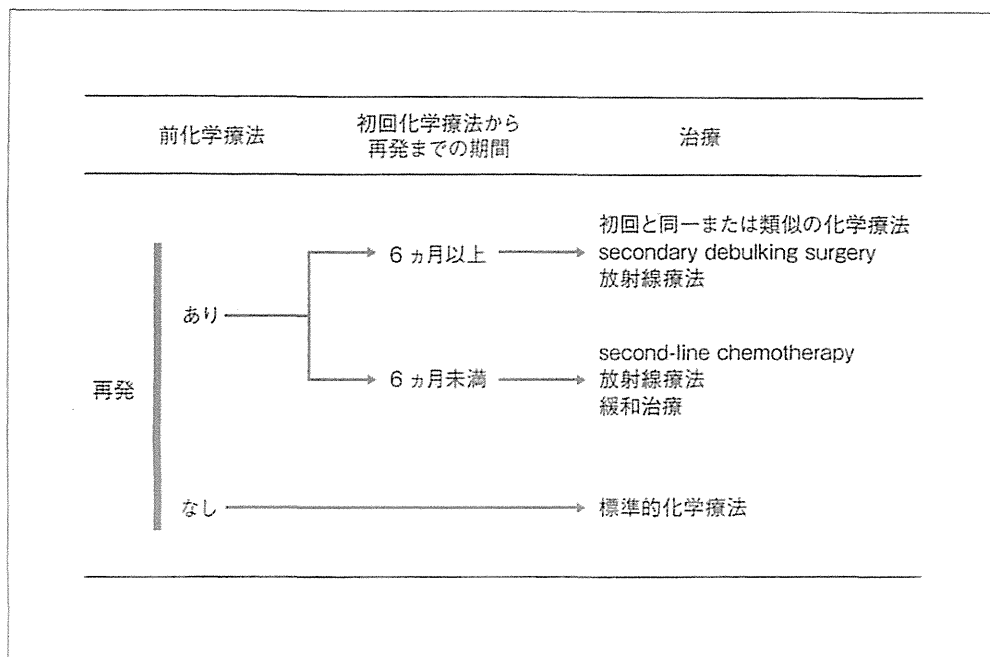 前化学療法
初回化学療法から
再発までの期間
治療
再発
あり
6ヵ月以上
初回と同一または類似の化学療法
secondary debulking surgery
放射線療法
6ヵ月未満
second-line chemotherapy
放射線療法
緩和治療
なし
標準的化学療法